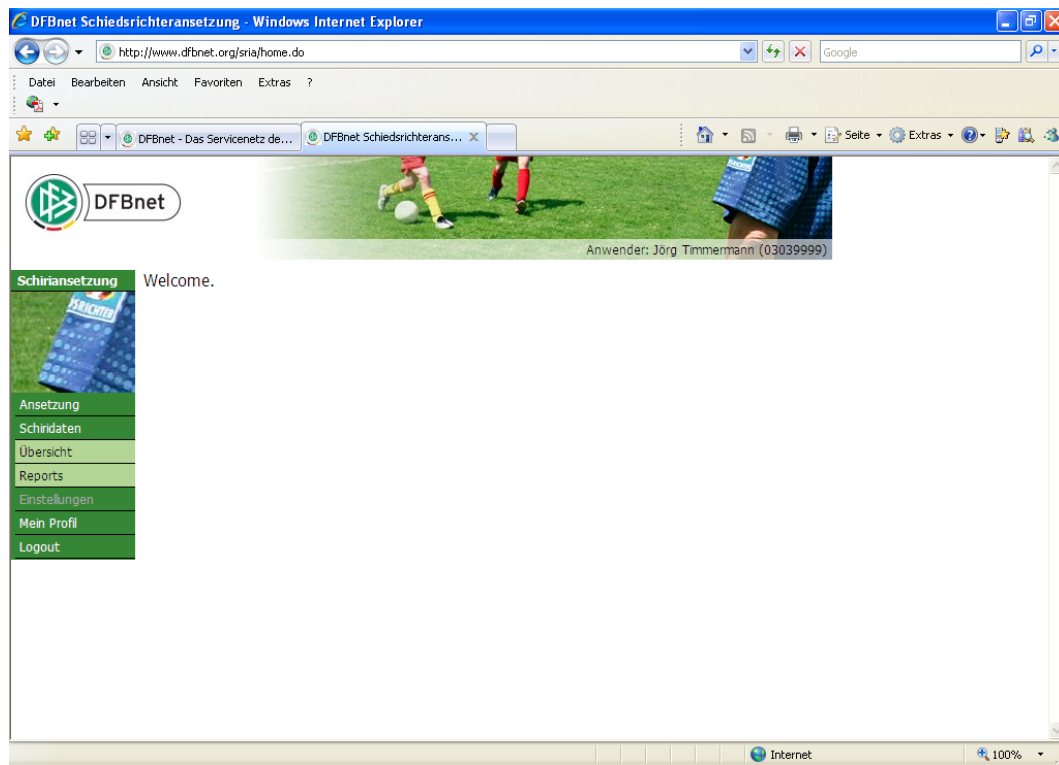 DFBnet Schiedsrichteransetzung - Windows Internet Explorer
http://www.dfbnet.org/sria/home.do
Google
Datei Bearbeiten Ansicht Favoriten Extras ?
DFBnet - Das Servicenetz de...
DFBnet Schiedsrichterans...
Seite
Extras
DFBnet
Anwender: Jörg Timmermann (03039999)
Schiriansetzung
Welcome.
SRICHTER
Ansetzung
Schiridaten
Übersicht
Reports
Einstellungen
Mein Profil
Logout
Internet
100%